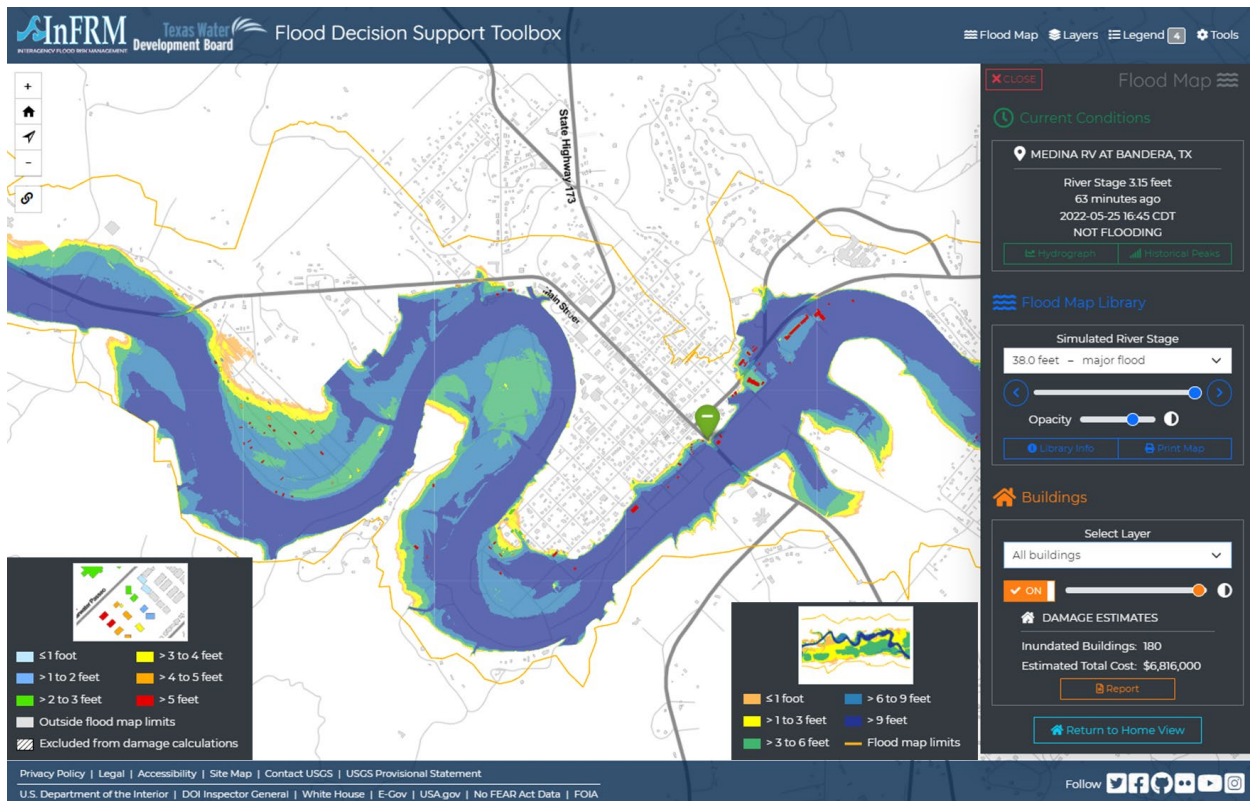 InFRM
INTERAGENCY FLOOD RISK MANAGEMENT
Texas Water
Development Board
Flood Decision Support Toolbox
Flood Map
Layers
Legend 4
Tools
+
-
State Highway 173
Main Street
CLOSE
Flood Map
Current Conditions
MEDINA RV AT BANDERA, TX
River Stage 3.15 feet
63 minutes ago
2022-05-25 16:45 CDT
NOT FLOODING
Hydrograph
Historical Peaks
Flood Map Library
Simulated River Stage
38.0 feet – major flood
Opacity
Library Info
Print Map
Buildings
Select Layer
All buildings
ON
DAMAGE ESTIMATES
Inundated Buildings: 180
Estimated Total Cost: $6,816,000
Report
Return to Home View
≤1 foot
> 3 to 4 feet
> 1 to 2 feet
> 4 to 5 feet
> 2 to 3 feet
> 5 feet
Outside flood map limits
Excluded from damage calculations
≤ 1 foot
> 6 to 9 feet
> 1 to 3 feet
> 9 feet
> 3 to 6 feet
Flood map limits
Privacy Policy | Legal | Accessibility | Site Map | Contact USGS | USGS Provisional Statement
U.S. Department of the Interior | DOI Inspector General | White House | E-Gov | USA.gov | No FEAR Act Data | FOIA
Follow